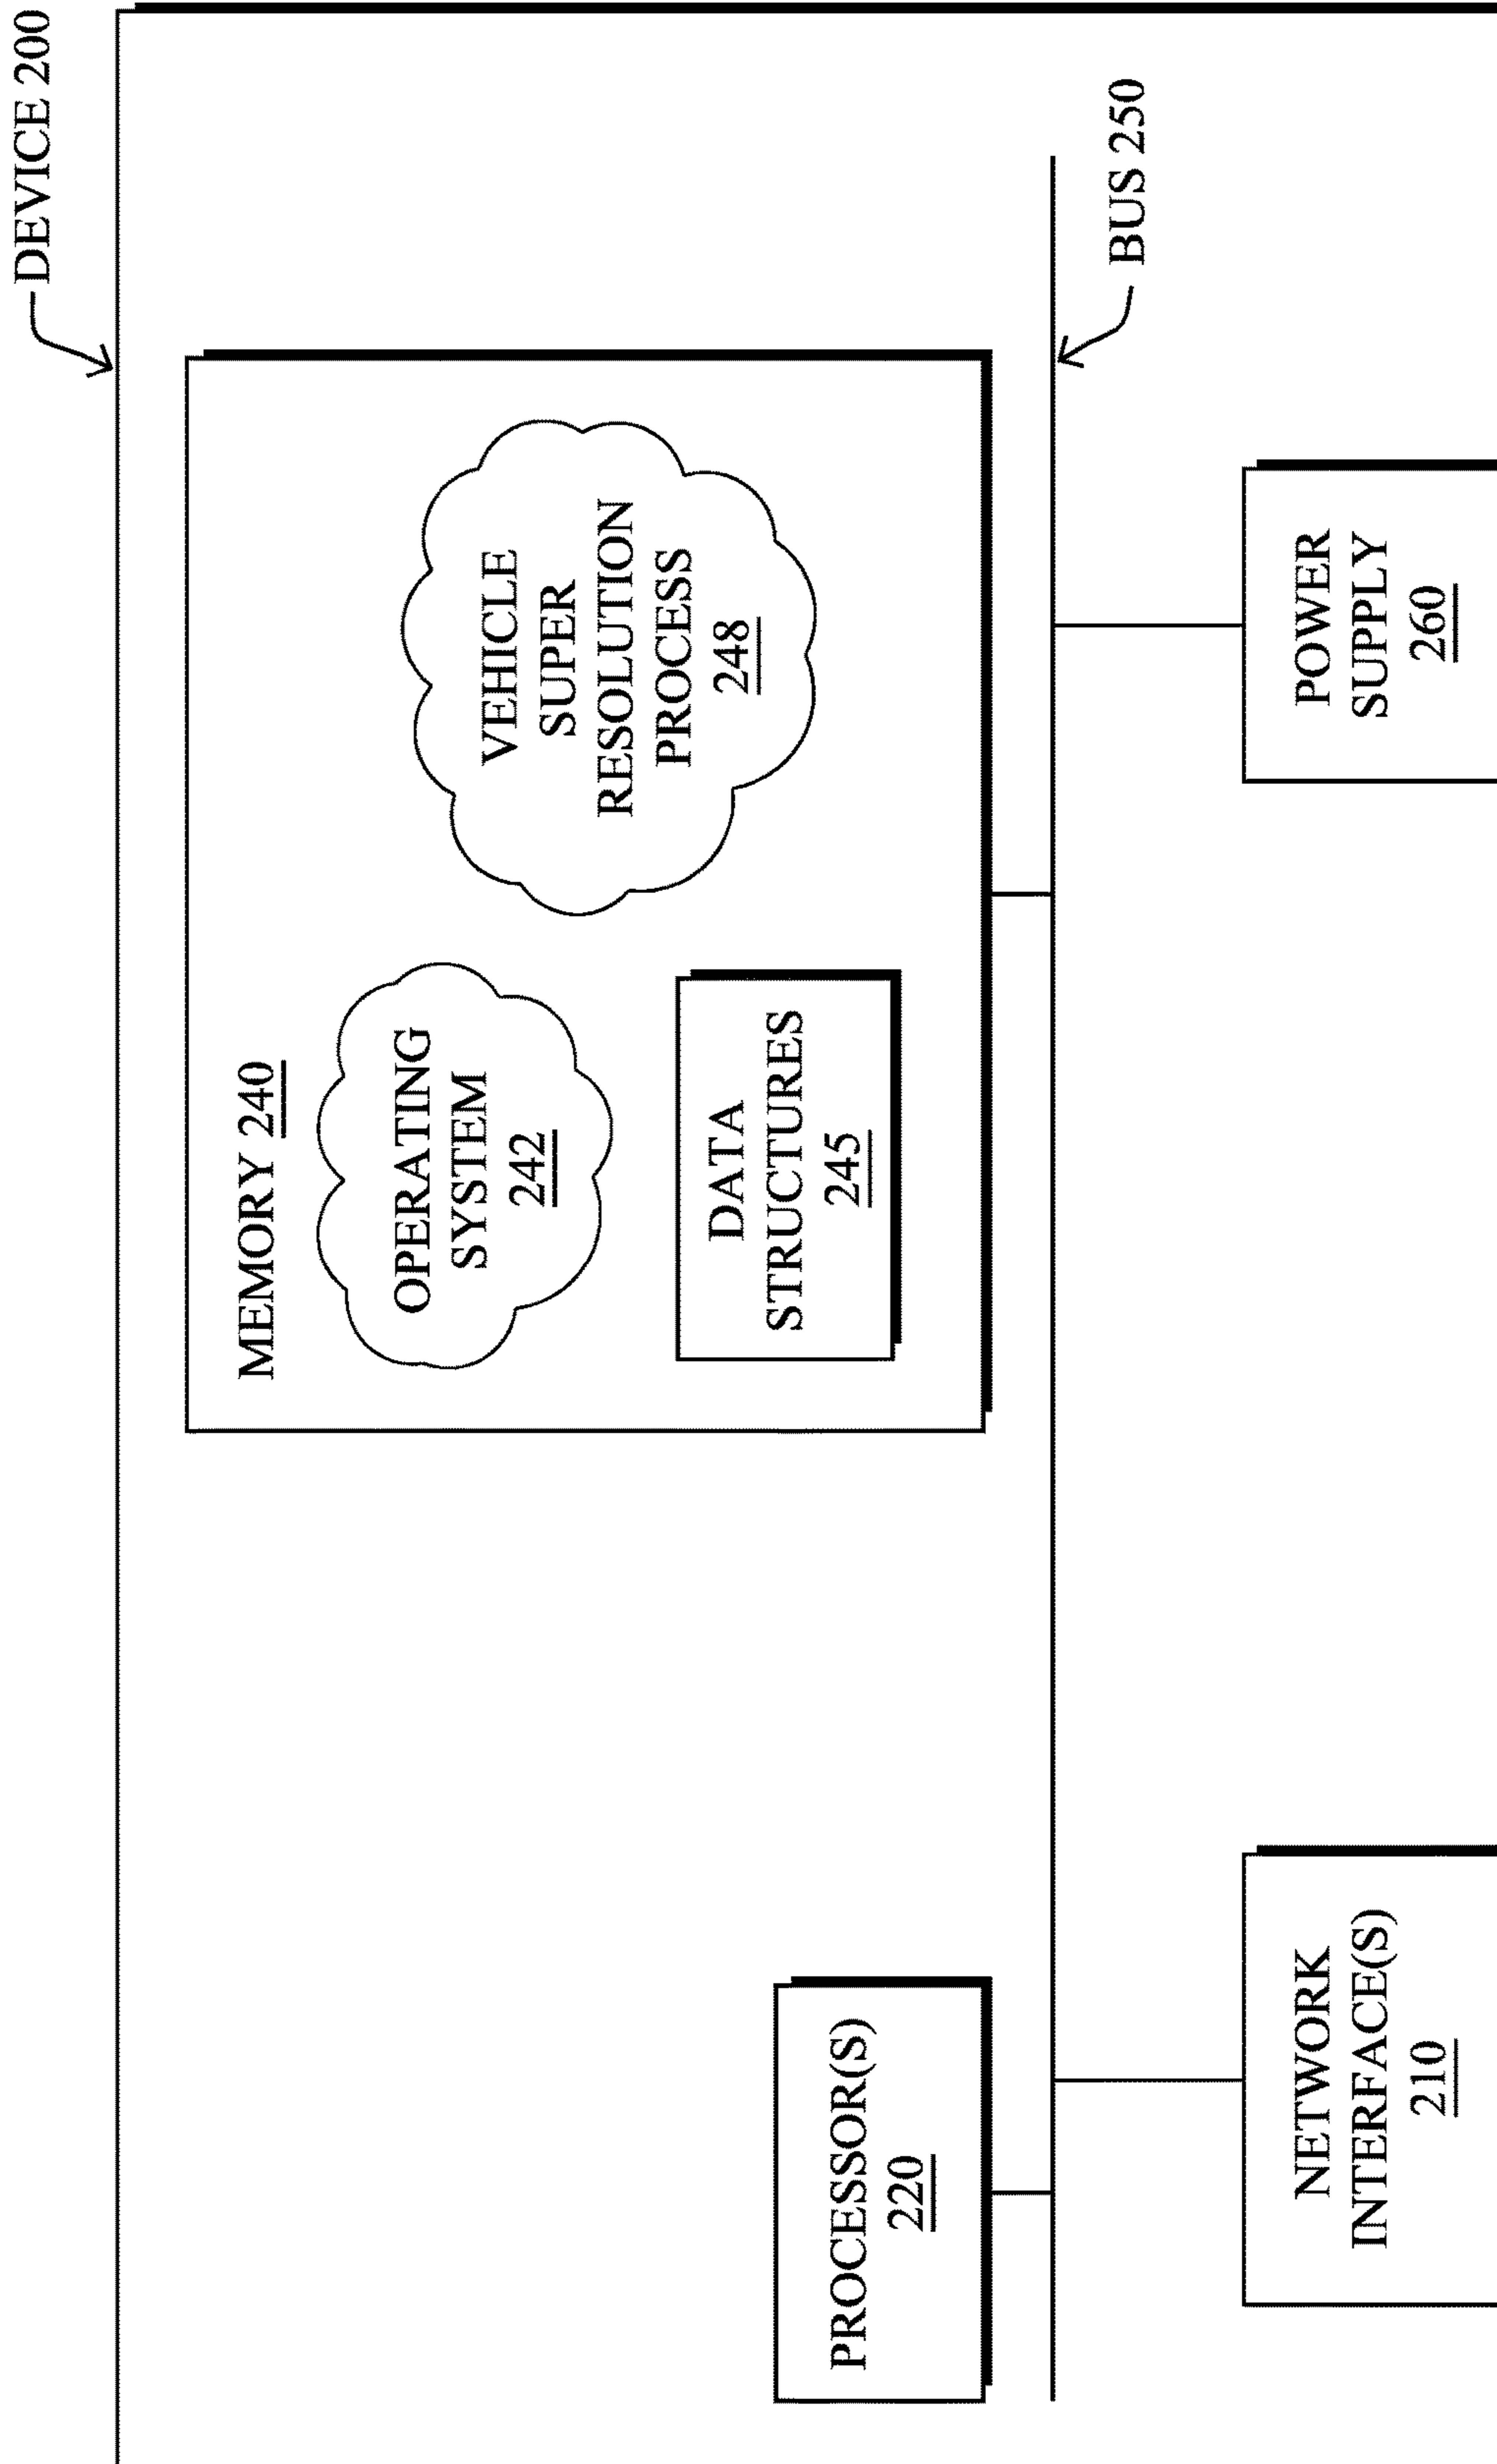 DEVICE 200
MEMORY 240
OPERATING
SYSTEM
242
VEHICLE
SUPER
RESOLUTION
PROCESS
248
DATA
STRUCTURES
245
PROCESSOR(S)
220
BUS 250
NETWORK
INTERFACE(S)
210
POWER
SUPPLY
260